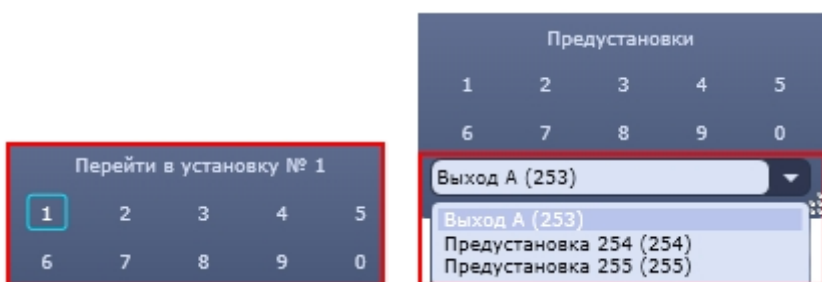 Перейти в установку № 1
1 2 3 4 5
6 7 8 9 0
Предустановки
1 2 3 4 5
6 7 8 9 0
Выход А (253)
Выход А (253)
Предустановка 254 (254)
Предустановка 255 (255)